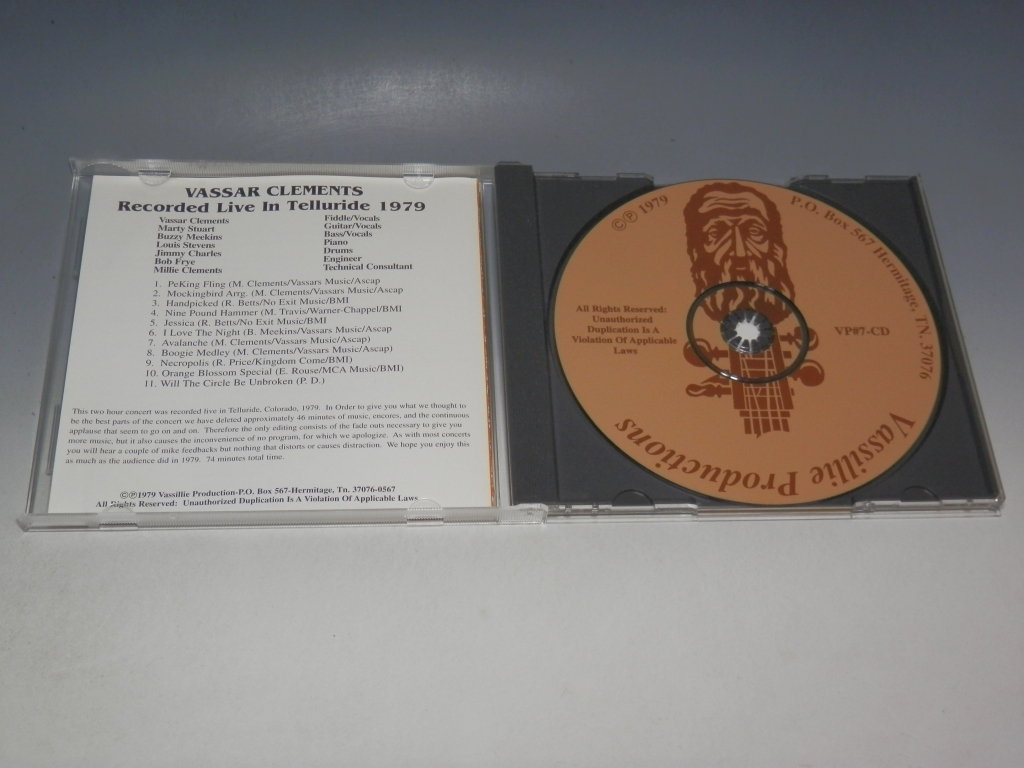 VASSAR CLEMENTS
Recorded Live In Telluride 1979
Vassar Clements Fiddle/Vocals
Marty Stuart Guitar/Vocals
Buzzy Meekins Bass/Vocals
Louis Stevens Piano
Jimmy Charles Drums
Bob Frye Engineer
Millie Clements Technical Consultant
1. PeKing Fling (M. Clements/Vassars Music/Ascap
2. Mockingbird Arrg. (M. Clements/Vassars Music/Ascap
3. Handpicked (R. Betts/No Exit Music/BMI
4. Nine Pound Hammer (M. Travis/Warner-Chappel/BMI
5. Jessica (R. Betts/No Exit Music/BMI
6. I Love The Night (B. Meekins/Vassars Music/Ascap
7. Avalanche (M. Clements/Vassars Music/Ascap)
8. Boogie Medley (M. Clements/Vassars Music/Ascap)
9. Necropolis (R. Price/Kingdom Come/BMI)
10. Orange Blossom Special (E. Rouse/MCA Music/BMI)
11. Will The Circle Be Unbroken (P. D.)
This two hour concert was recorded live in Telluride, Colorado, 1979. In Order to give you what we thought to
be the best parts of the concert we have deleted approximately 46 minutes of music, encores, and the continuous
applause that seem to go on and on. Therefore the only editing consists of the fade outs necessary to give you
more music, but it also causes the inconvenience of no program, for which we apologize. As with most concerts
you will hear a couple of mike feedbacks but nothing that distorts or causes distraction. We hope you enjoy this
as much as the audience did in 1979. 74 minutes total time.
©℗1979 Vassillie Production-P.O. Box 567-Hermitage, Tn. 37076-0567
All Rights Reserved: Unauthorized Duplication Is A Violation Of Applicable Laws
©℗ 1979
P.O. Box 567 Hermitage, TN. 37076
All Rights Reserved:
Unauthorized
Duplication Is A
Violation Of Applicable
Laws
VP#7-CD
Vassillie Productions